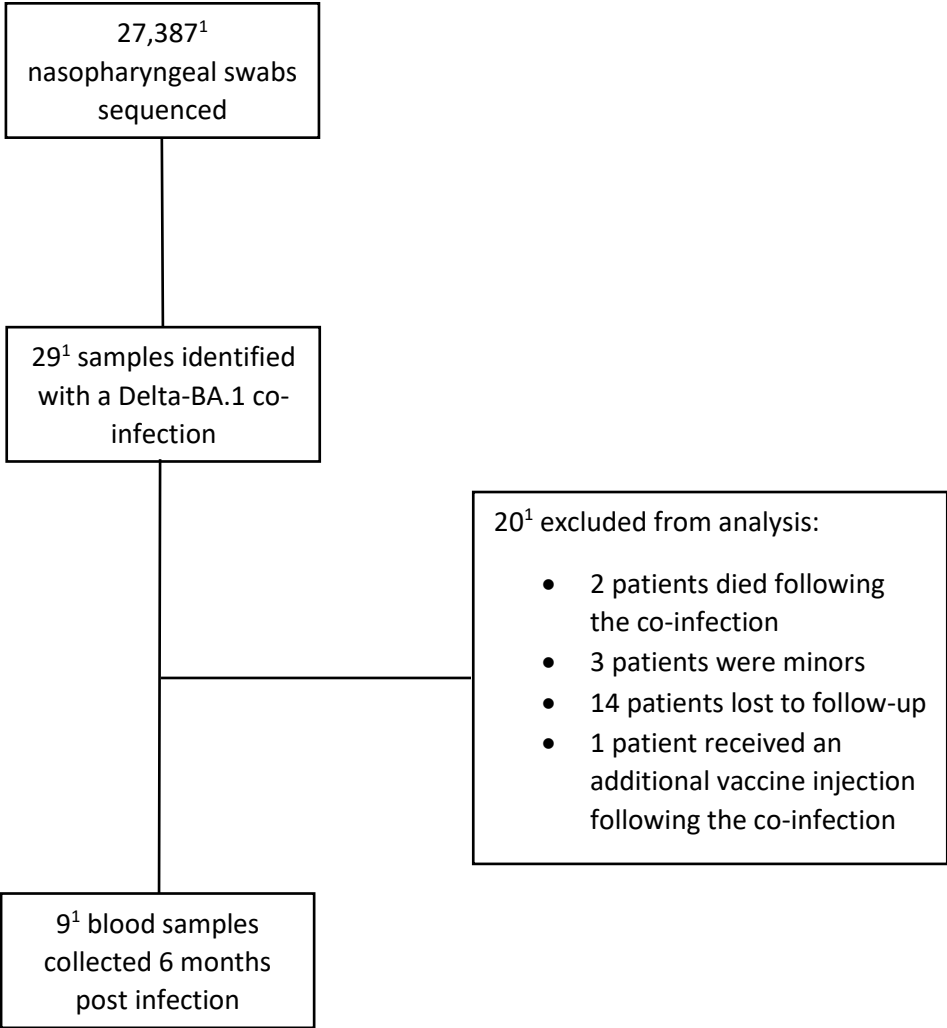 27,387¹
nasopharyngeal swabs
sequenced
29¹ samples identified
with a Delta-BA.1 co-
infection
20¹ excluded from analysis:
• 2 patients died following
the co-infection
• 3 patients were minors
• 14 patients lost to follow-up
• 1 patient received an
additional vaccine injection
following the co-infection
9¹ blood samples
collected 6 months
post infection